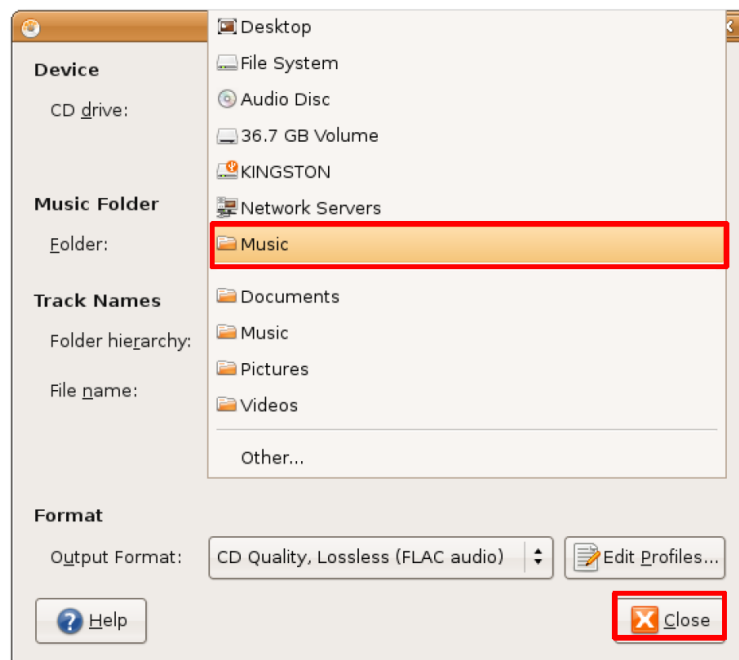 Device
CD drive:
Music Folder
Folder:
Track Names
Folder hierarchy:
File name:
Desktop
File System
Audio Disc
36.7 GB Volume
KINGSTON
Network Servers
Music
Documents
Music
Pictures
Videos
Other...
Format
Output Format:
CD Quality, Lossless (FLAC audio)
Edit Profiles...
Help
Close